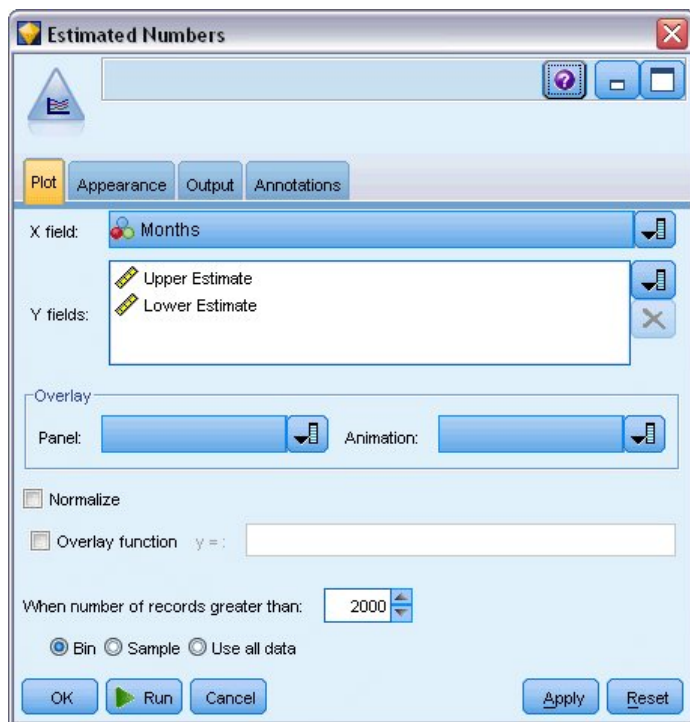 Estimated Numbers
?
Plot Appearance Output Annotations
X field: Months
Y fields: Upper Estimate
Lower Estimate
Overlay
Panel: Animation:
Normalize
Overlay function y = :
When number of records greater than: 2000
Bin Sample Use all data
OK Run Cancel Apply Reset